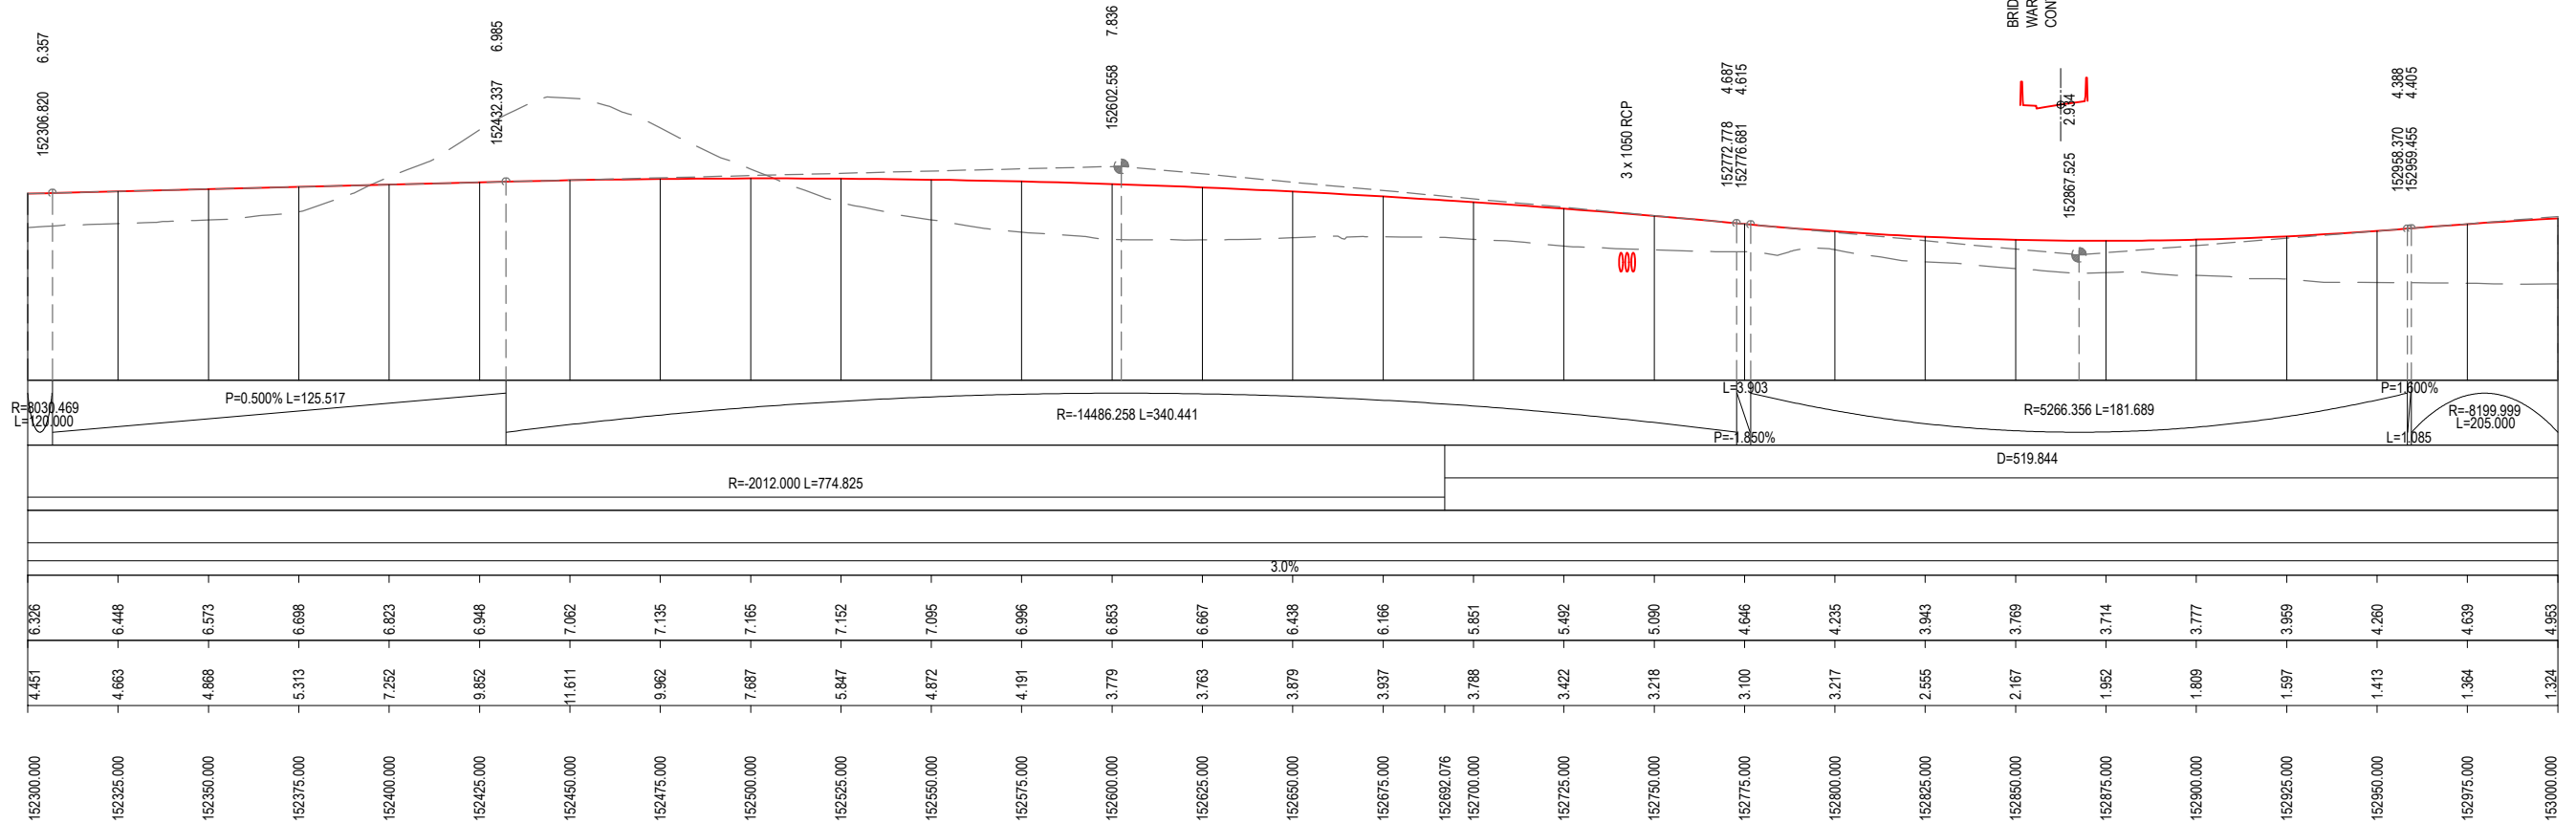 152306.820 6.357
152432.337 6.985
152602.558 7.836
3 x 1050 RCP
152772.778 4.687
152776.681 4.615
BRID
WAR
CON
2.934
152867.525
152958.370 4.388
152959.455 4.405
R=8030.469
L=120.000
P=0.500% L=125.517
R=-14486.258 L=340.441
L=3.903
P=-1.850%
R=5266.356 L=181.689
P=1.600%
L=1.085
R=-8199.999
L=205.000
R=-2012.000 L=774.825
D=519.844
3.0%
6.326 6.448 6.573 6.698 6.823 6.948 7.062 7.135 7.165 7.152 7.095 6.996 6.853 6.667 6.438 6.166 5.851 5.492 5.090 4.646 4.235 3.943 3.769 3.714 3.777 3.959 4.260 4.639 4.953
4.451 4.663 4.868 5.313 7.252 9.852 11.611 9.962 7.687 5.847 4.872 4.191 3.779 3.763 3.879 3.937 3.788 3.422 3.218 3.100 3.217 2.555 2.167 1.952 1.809 1.597 1.413 1.364 1.324
152300.000 152325.000 152350.000 152375.000 152400.000 152425.000 152450.000 152475.000 152500.000 152525.000 152550.000 152575.000 152600.000 152625.000 152650.000 152675.000 152692.076 152700.000 152725.000 152750.000 152775.000 152800.000 152825.000 152850.000 152875.000 152900.000 152925.000 152950.000 152975.000 153000.000